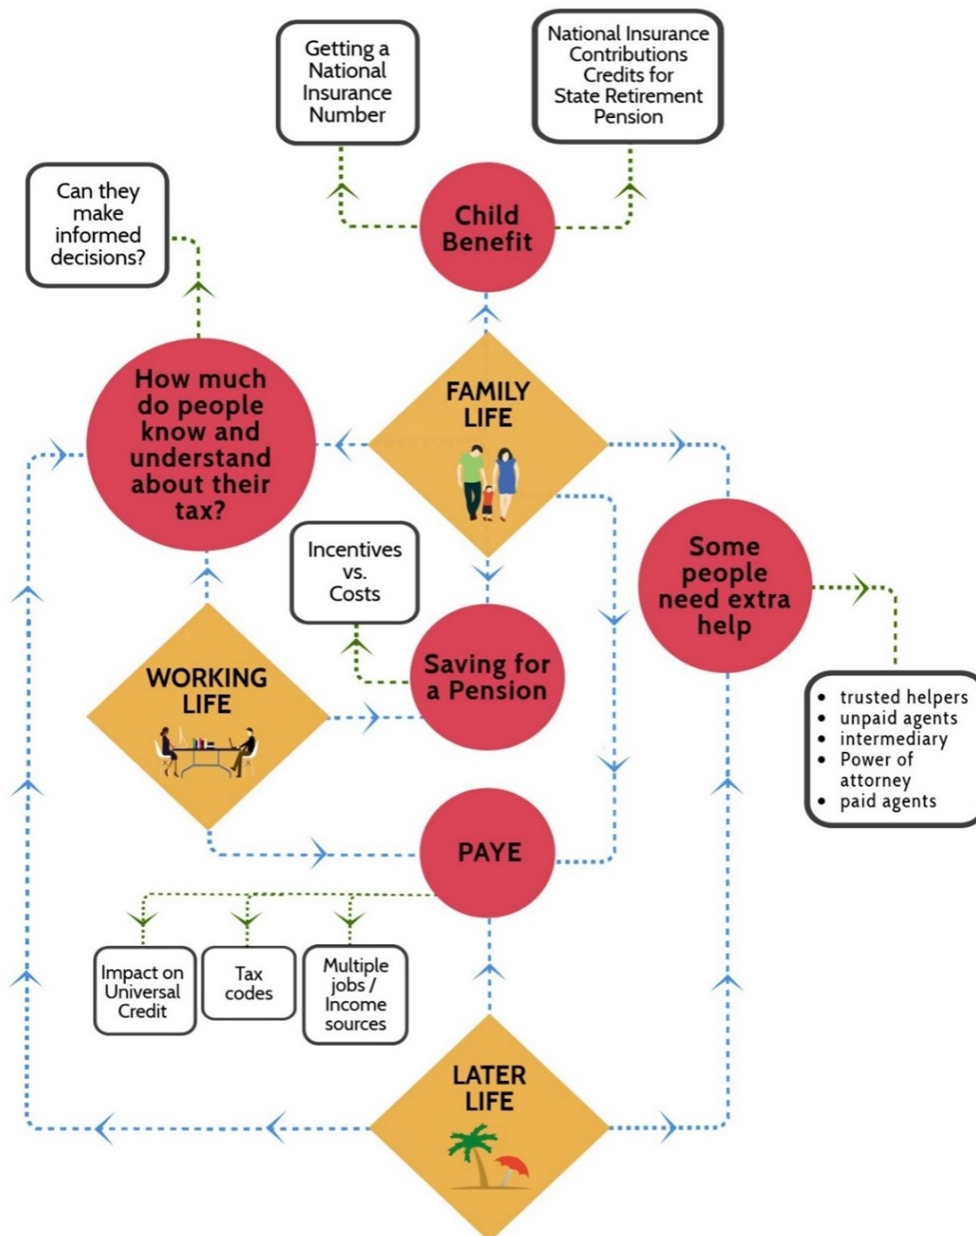 Getting a
National
Insurance
Number
National Insurance
Contributions
Credits for
State Retirement
Pension
Can they
make
informed
decisions?
Child
Benefit
How much
do people
know and
understand
about their
tax?
FAMILY
LIFE
Incentives
vs.
Costs
Some
people
need extra
help
WORKING
LIFE
Saving for
a Pension
• trusted helpers
• unpaid agents
• intermediary
• Power of
attorney
• paid agents
PAYE
Impact on
Universal
Credit
Tax
codes
Multiple
jobs /
Income
sources
LATER
LIFE